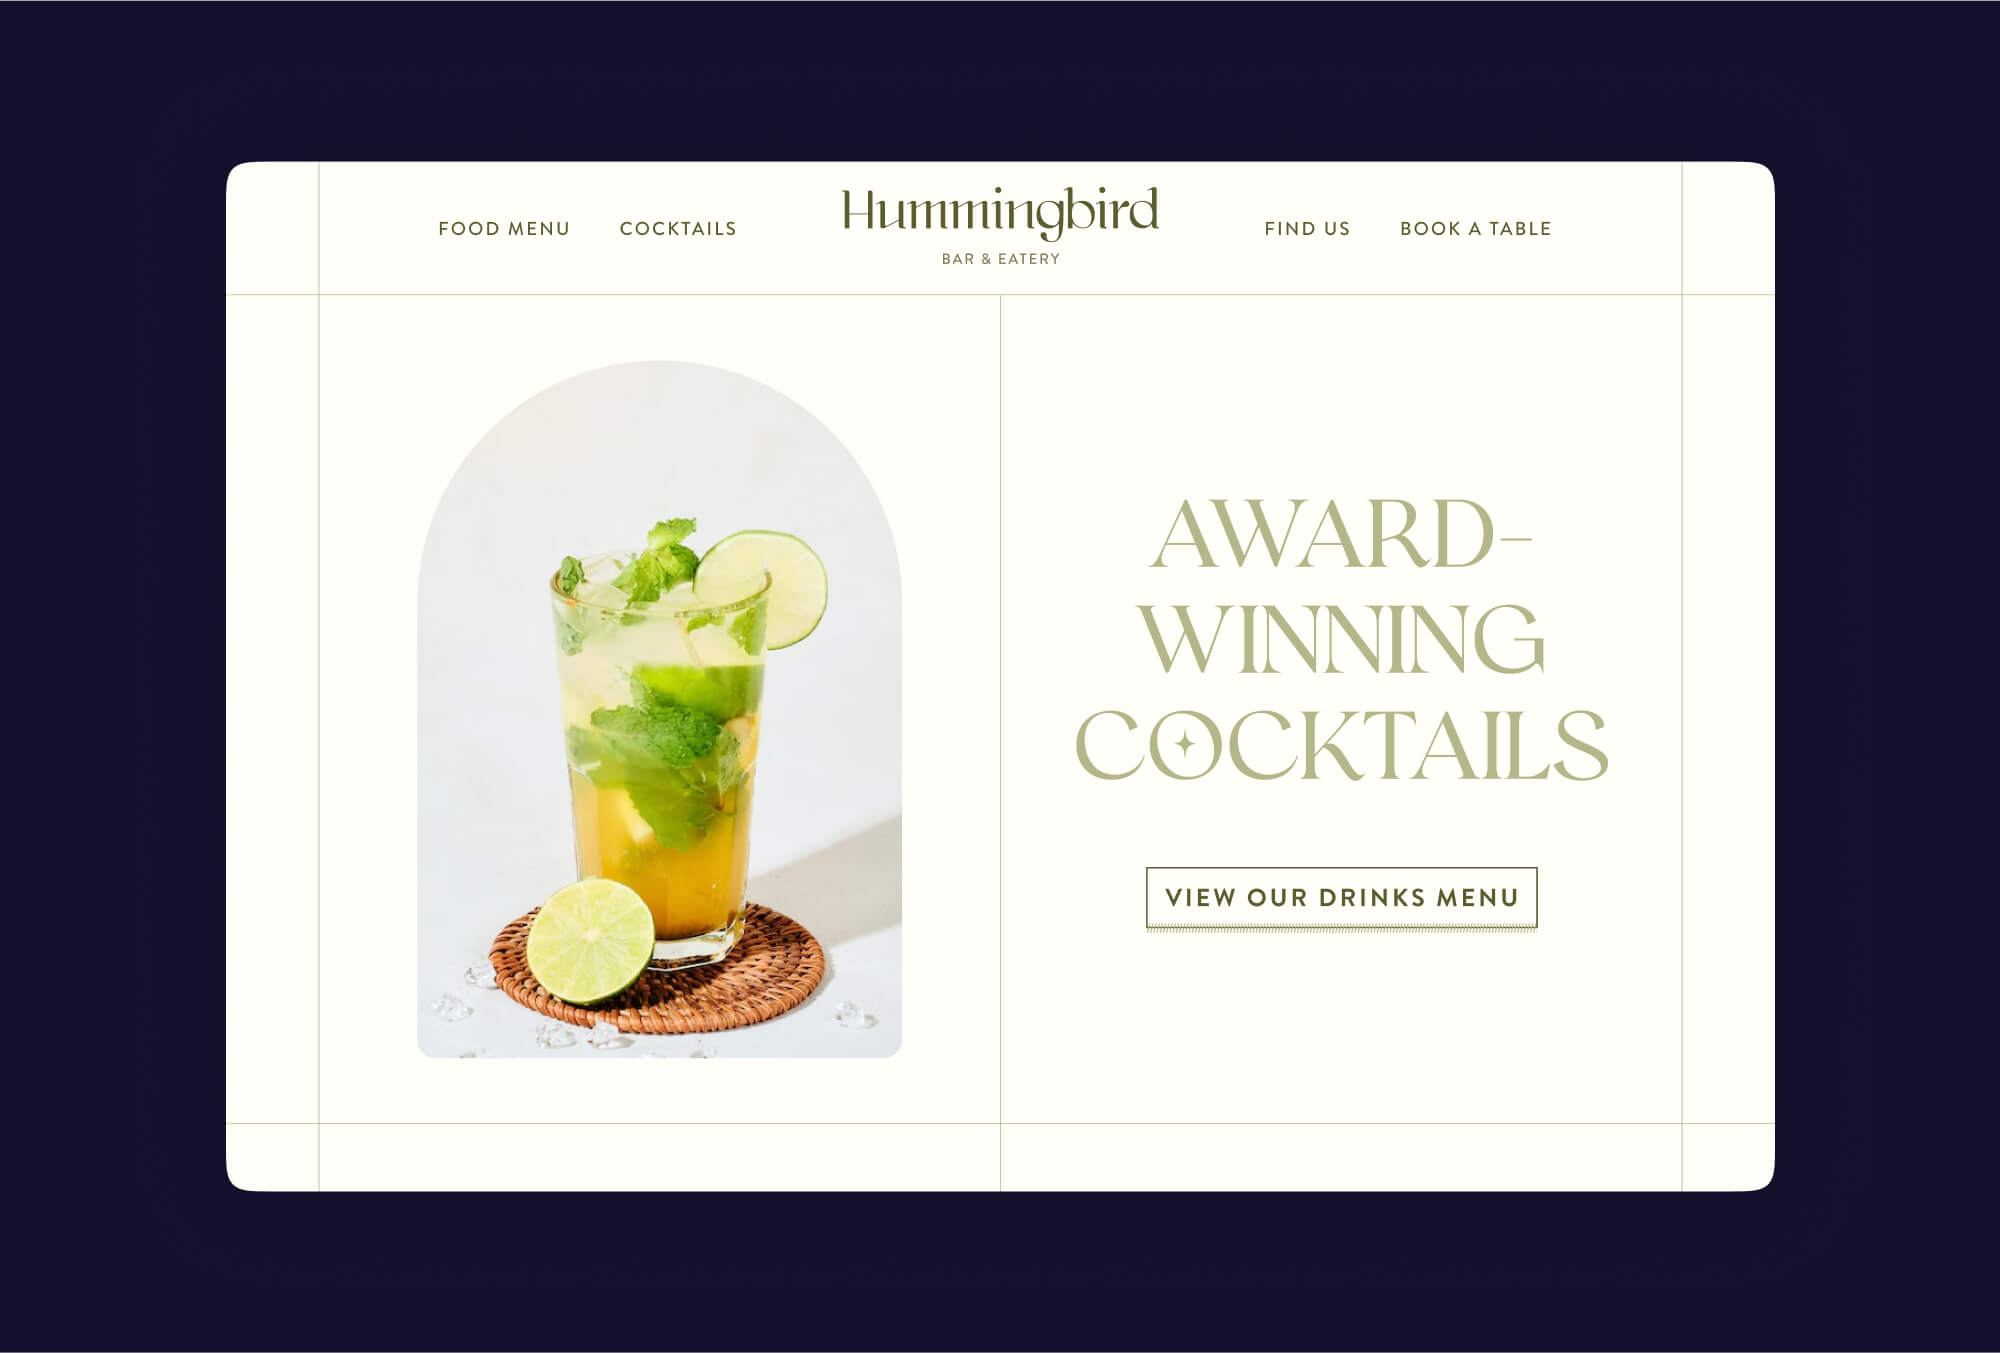 FOOD MENU
COCKTAILS
Hummingbird
BAR & EATERY
FIND US
BOOK A TABLE
AWARD-
WINNING
COCKTAILS
VIEW OUR DRINKS MENU